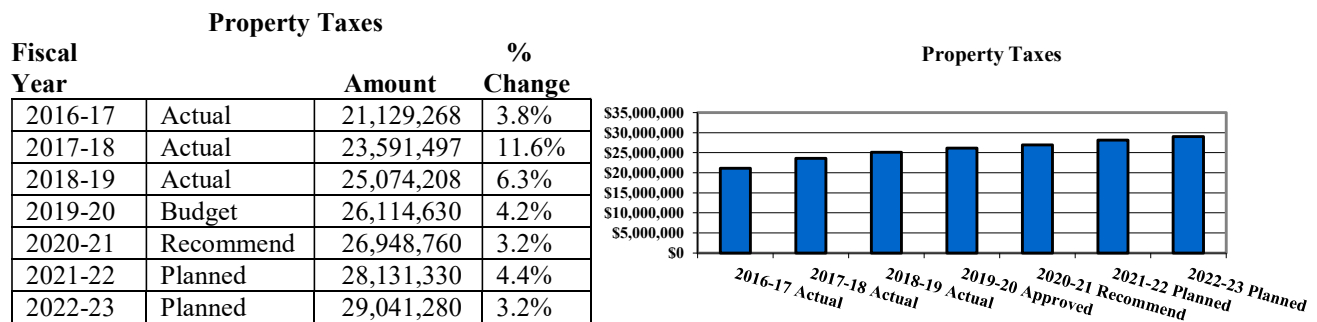 Property Taxes
Fiscal Year Amount % Change
2016-17 Actual 21,129,268 3.8%
2017-18 Actual 23,591,497 11.6%
2018-19 Actual 25,074,208 6.3%
2019-20 Budget 26,114,630 4.2%
2020-21 Recommend 26,948,760 3.2%
2021-22 Planned 28,131,330 4.4%
2022-23 Planned 29,041,280 3.2%
Property Taxes
$35,000,000
$30,000,000
$25,000,000
$20,000,000
$15,000,000
$10,000,000
$5,000,000
$0
2016-17 Actual
2017-18 Actual
2018-19 Actual
2019-20 Approved
2020-21 Recommend
2021-22 Planned
2022-23 Planned